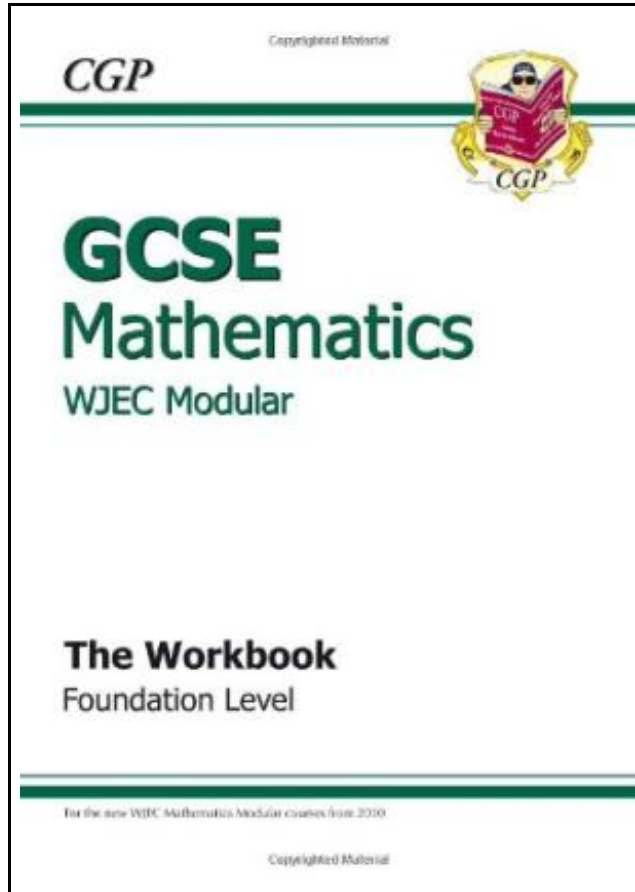 Copyrighted Material
CGP
CGP
CGP
GCSE
Mathematics
WJEC Modular
The Workbook
Foundation Level
For the new WJEC Mathematics Modular courses from 2010
Copyrighted Material